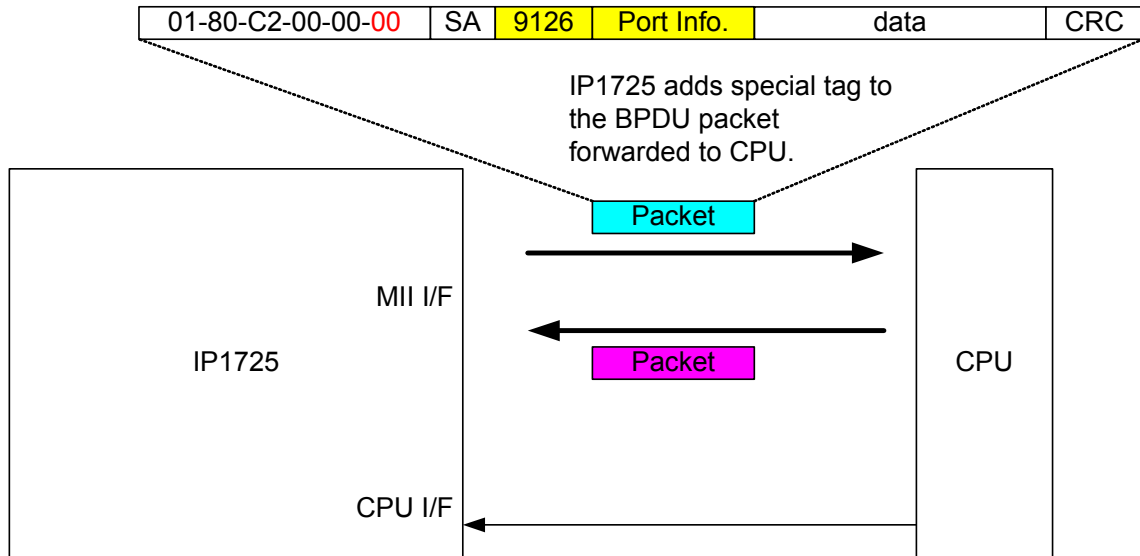 01-80-C2-00-00-00 SA 9126 Port Info. data CRC
IP1725 adds special tag to
the BPDU packet
forwarded to CPU.
Packet
MII I/F
IP1725
Packet
CPU
CPU I/F